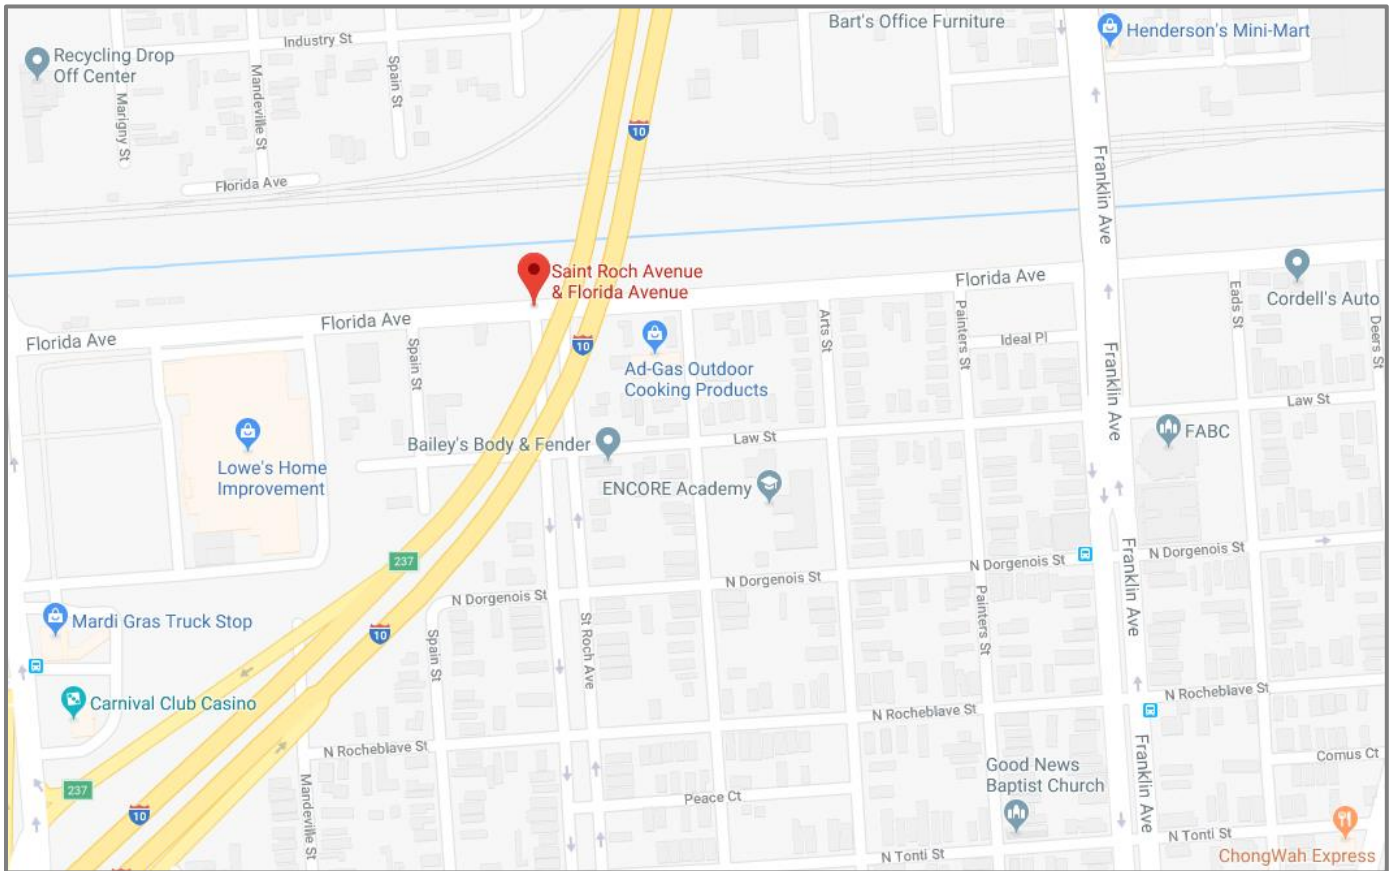 Bart's Office Furniture
Henderson's Mini-Mart
Industry St
Recycling Drop
Off Center
Mandeville St
Spain St
Marigny St
10
Franklin Ave
Florida Ave
Saint Roch Avenue
& Florida Avenue
Florida Ave
Cordell's Auto
Florida Ave
Florida Ave
Eads St
Deers St
Arts St
Painters St
Ideal Pl
10
Spain St
Ad-Gas Outdoor
Cooking Products
Franklin Ave
Law St
Bailey's Body & Fender
Law St
FABC
Lowe's Home
Improvement
ENCORE Academy
237
N Dorgenois St
N Dorgenois St
N Dorgenois St
N Dorgenois St
Franklin Ave
Mardi Gras Truck Stop
10
Spain St
St Roch Ave
Painters St
Carnival Club Casino
N Rocheblave St
N Rocheblave St
N Rocheblave St
Franklin Ave
Comus Ct
Good News
Baptist Church
237
Mandeville St
Peace Ct
10
N Tonti St
N Tonti St
ChongWah Express
10